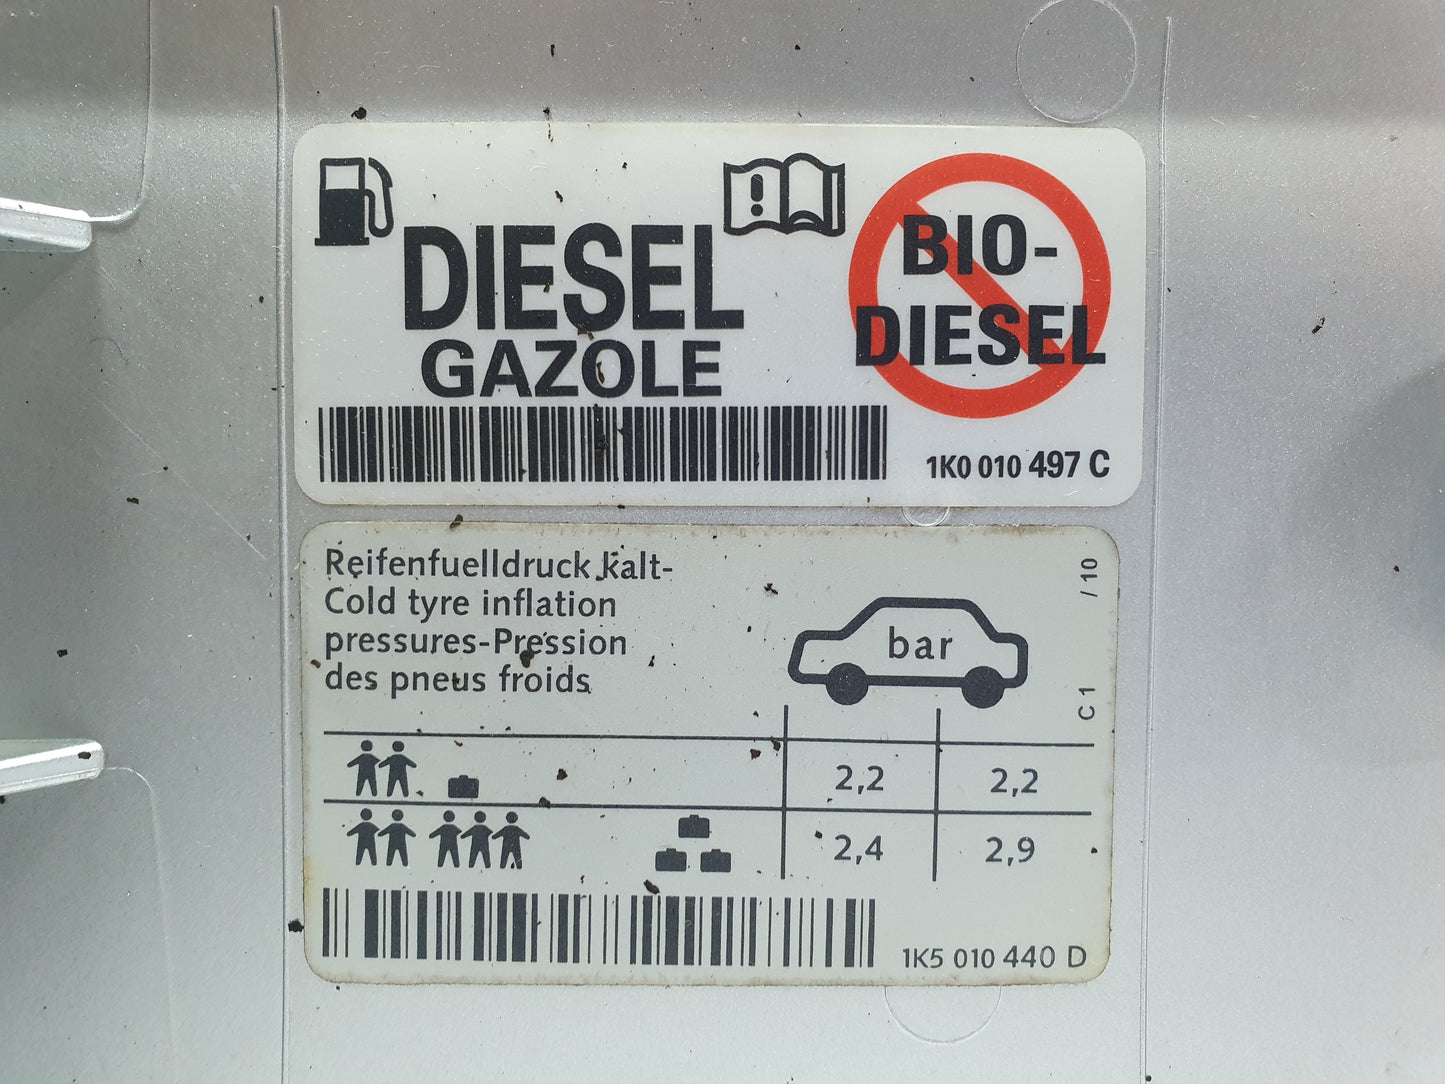 DIESEL
GAZOLE
BIO-
DIESEL
1K0 010 497 C
Reifenfuelldruck kalt-
Cold tyre inflation
pressures-Pression
des pneus froids
bar
C 1 / 10
2,2 2,2
2,4 2,9
1K5 010 440 D